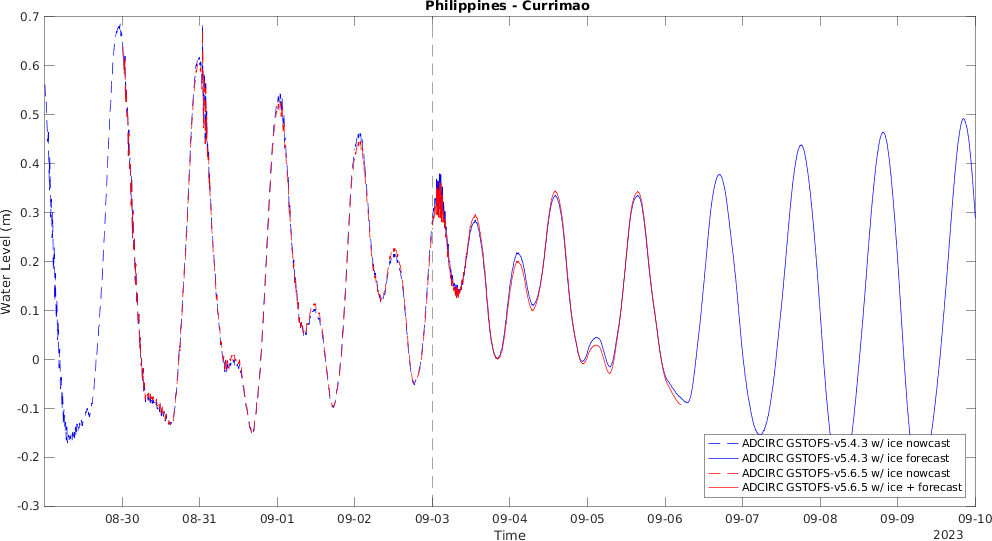 Philippines - Currimao
0.7
0.6
0.5
0.4
0.3
0.2
0.1
0
-0.1
-0.2
-0.3
Water Level (m)
08-30 08-31 09-01 09-02 09-03 09-04 09-05 09-06 09-07 09-08 09-09 09-10
Time
2023
ADCIRC GSTOFS-v5.4.3 w/ ice nowcast
ADCIRC GSTOFS-v5.4.3 w/ ice forecast
ADCIRC GSTOFS-v5.6.5 w/ ice nowcast
ADCIRC GSTOFS-v5.6.5 w/ ice + forecast